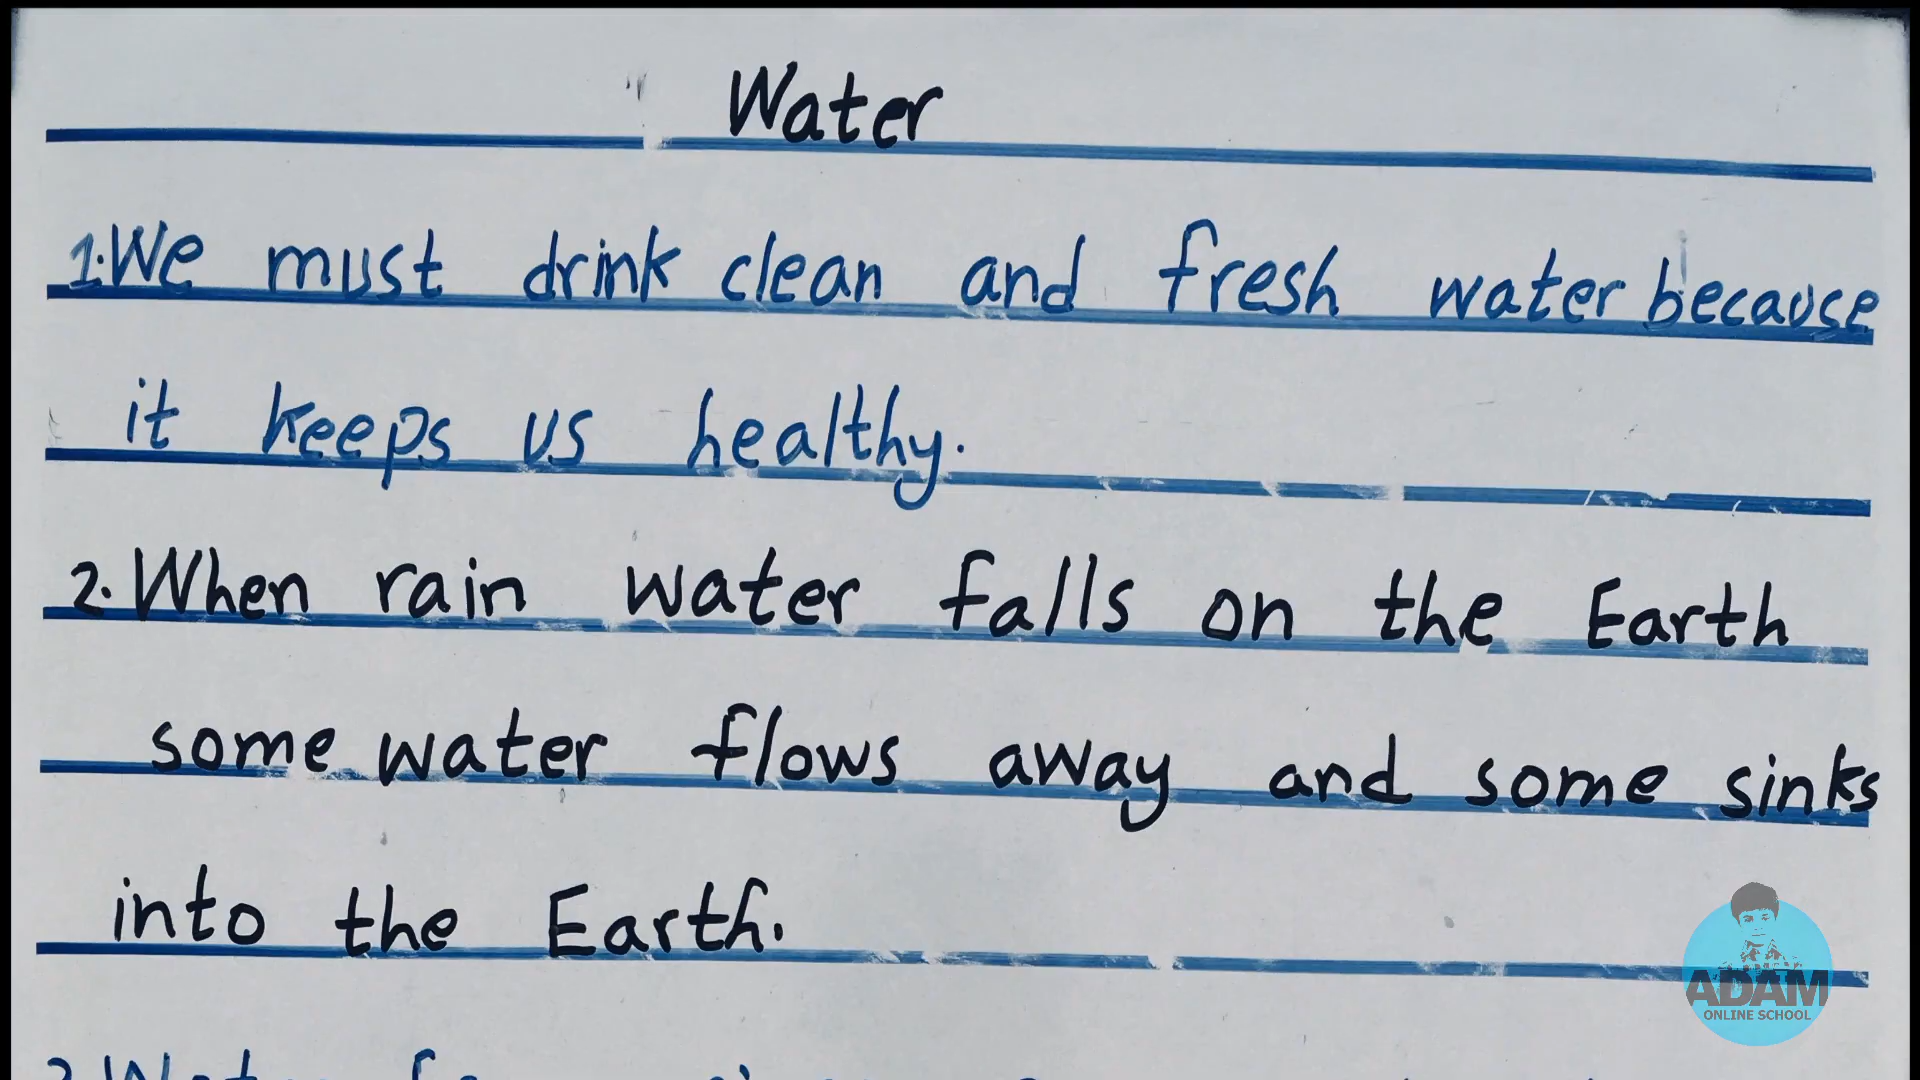 Water
1. We must drink clean and fresh water because
it keeps us healthy.
2. When rain water falls on the Earth
some water flows away and some sinks
into the Earth.
ADAM
ONLINE SCHOOL